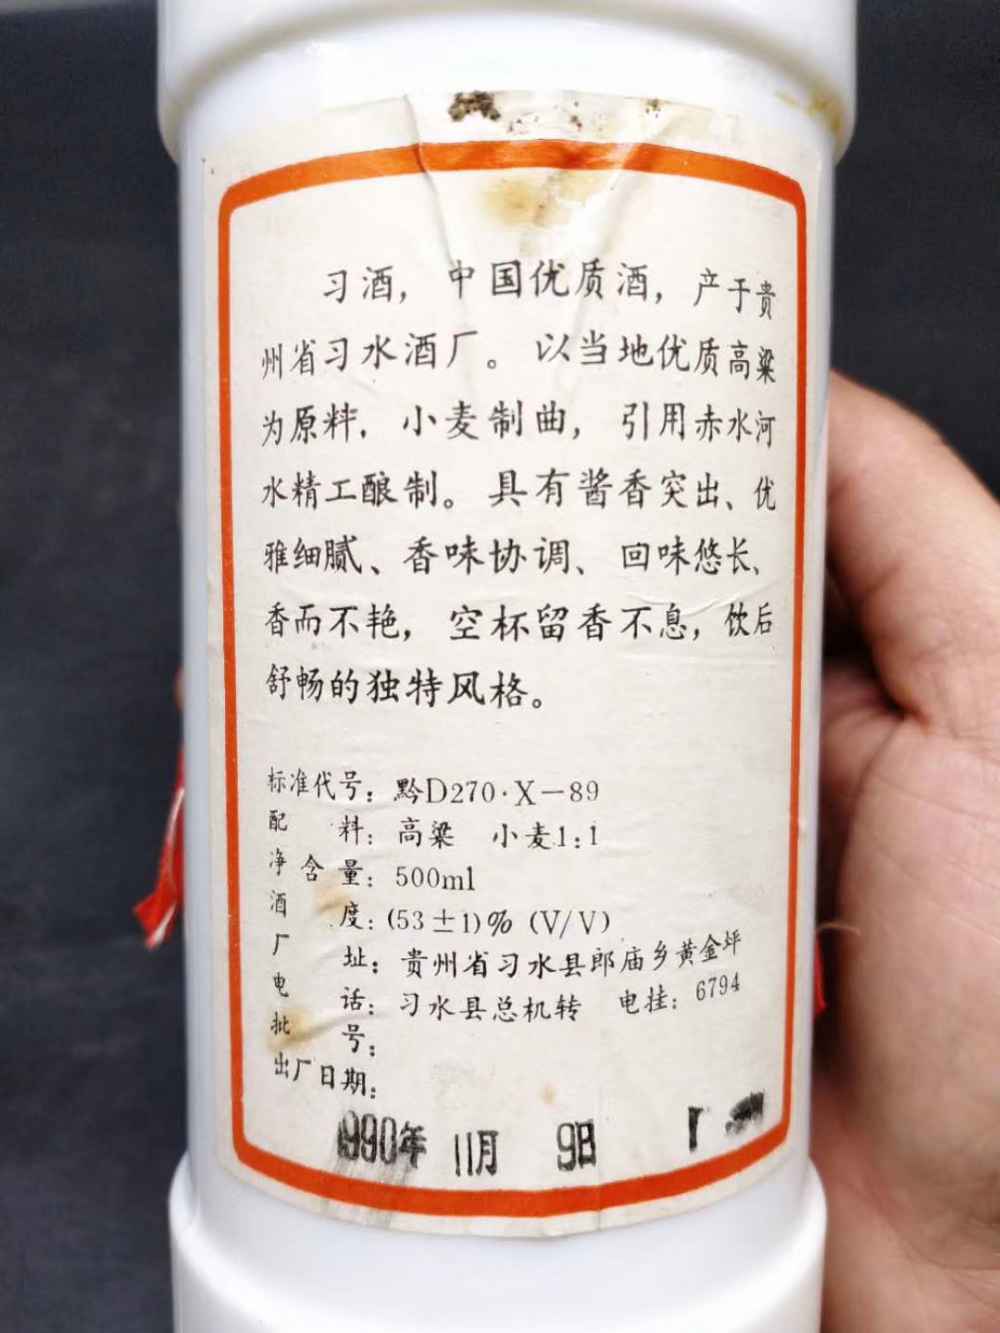 习酒，中国优质酒，产于贵
州省习水酒厂。以当地优质高粱
为原料，小麦制曲，引用赤水河
水精工酿制。具有酱香突出、优
雅细腻、香味协调、回味悠长、
香而不艳，空杯留香不息，饮后
舒畅的独特风格。
标准代号：黔D270·X－89
配料：高粱 小麦1:1
净含量：500ml
酒度：(53±1)%（V/V）
厂址：贵州省习水县郎庙乡黄金坪
电话：习水县总机转 电挂：6794
批号：
出厂日期：
1990年 11月 9日 1